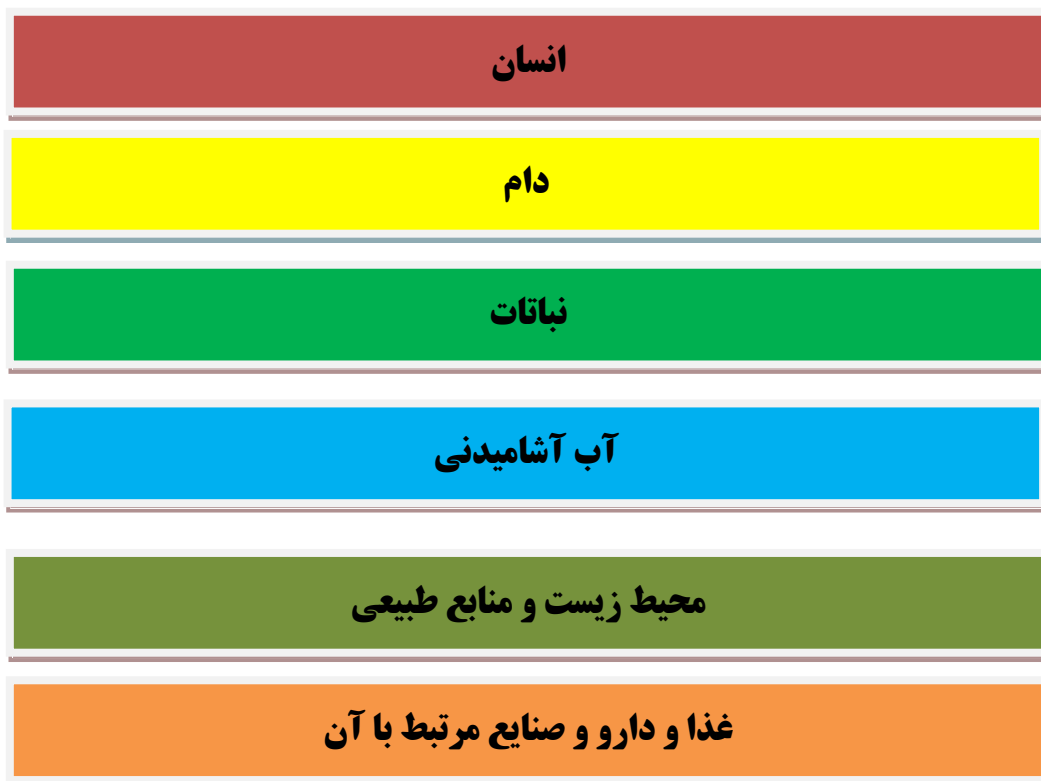 انسان
دام
نباتات
آب آشامیدنی
محیط زیست و منابع طبیعی
غذا و دارو و صنایع مرتبط با آن